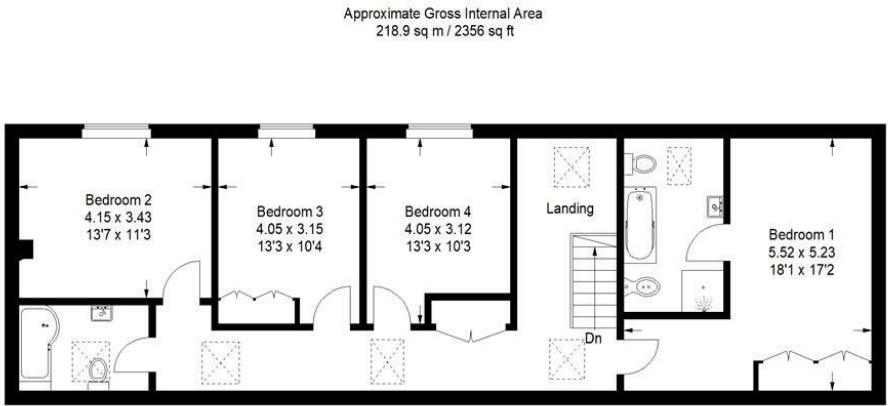 Approximate Gross Internal Area
218.9 sq m / 2356 sq ft
Bedroom 2
4.15 x 3.43
13'7 x 11'3
Bedroom 3
4.05 x 3.15
13'3 x 10'4
Bedroom 4
4.05 x 3.12
13'3 x 10'3
Landing
Dn
Bedroom 1
5.52 x 5.23
18'1 x 17'2